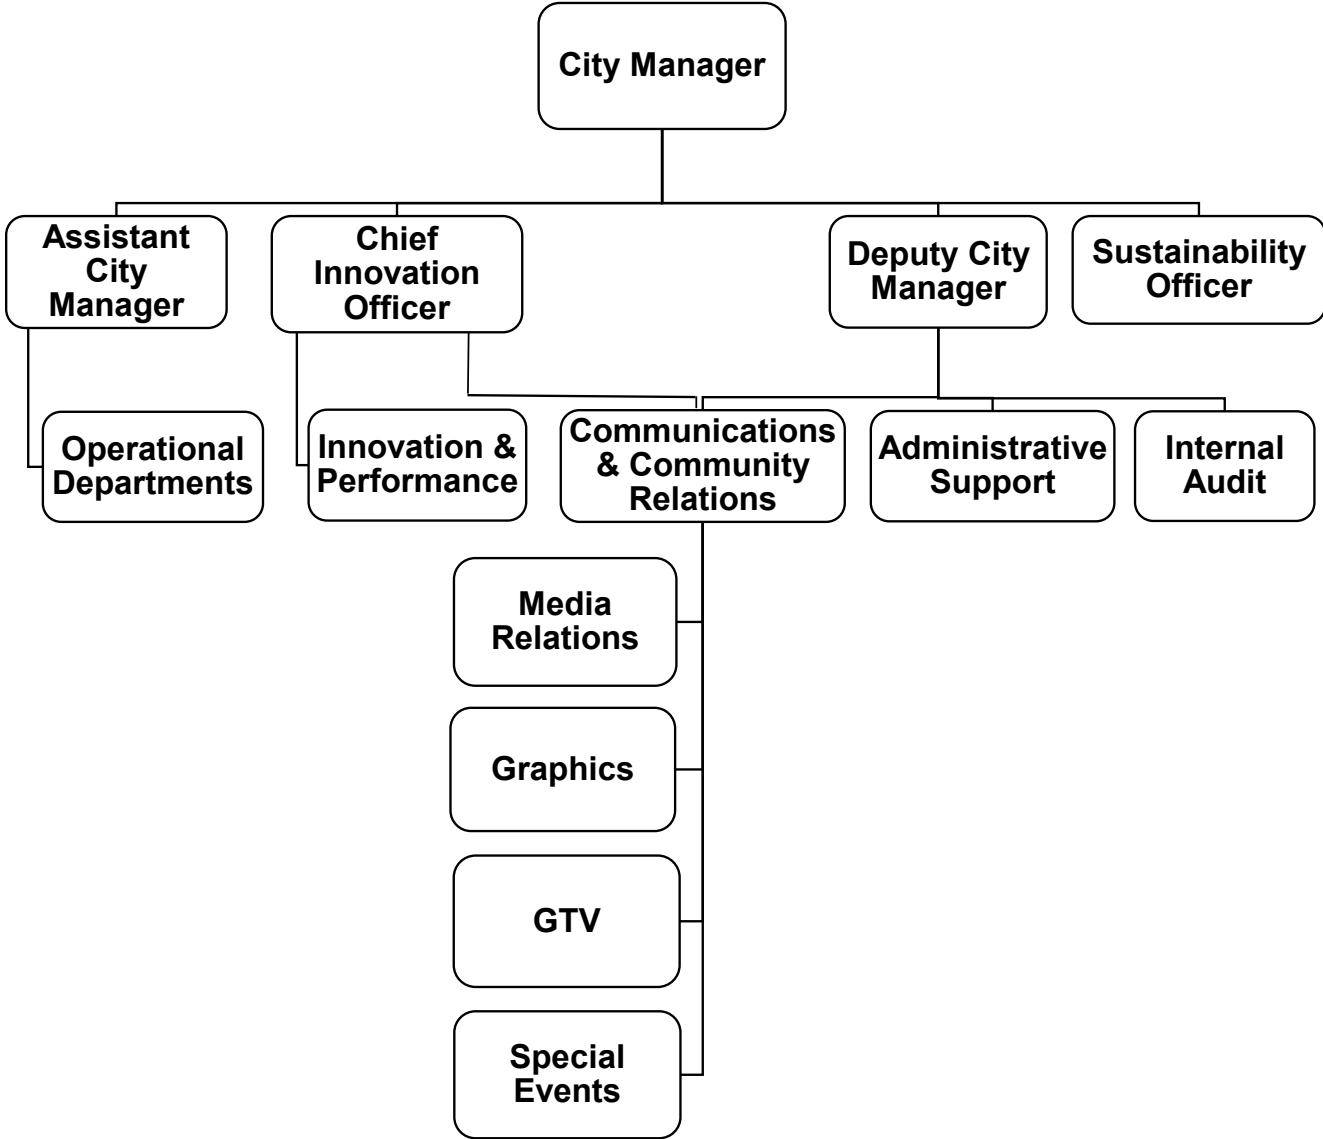 City Manager
Assistant
City
Manager
Chief
Innovation
Officer
Deputy City
Manager
Sustainability
Officer
Operational
Departments
Innovation &
Performance
Communications
& Community
Relations
Administrative
Support
Internal
Audit
Media
Relations
Graphics
GTV
Special
Events